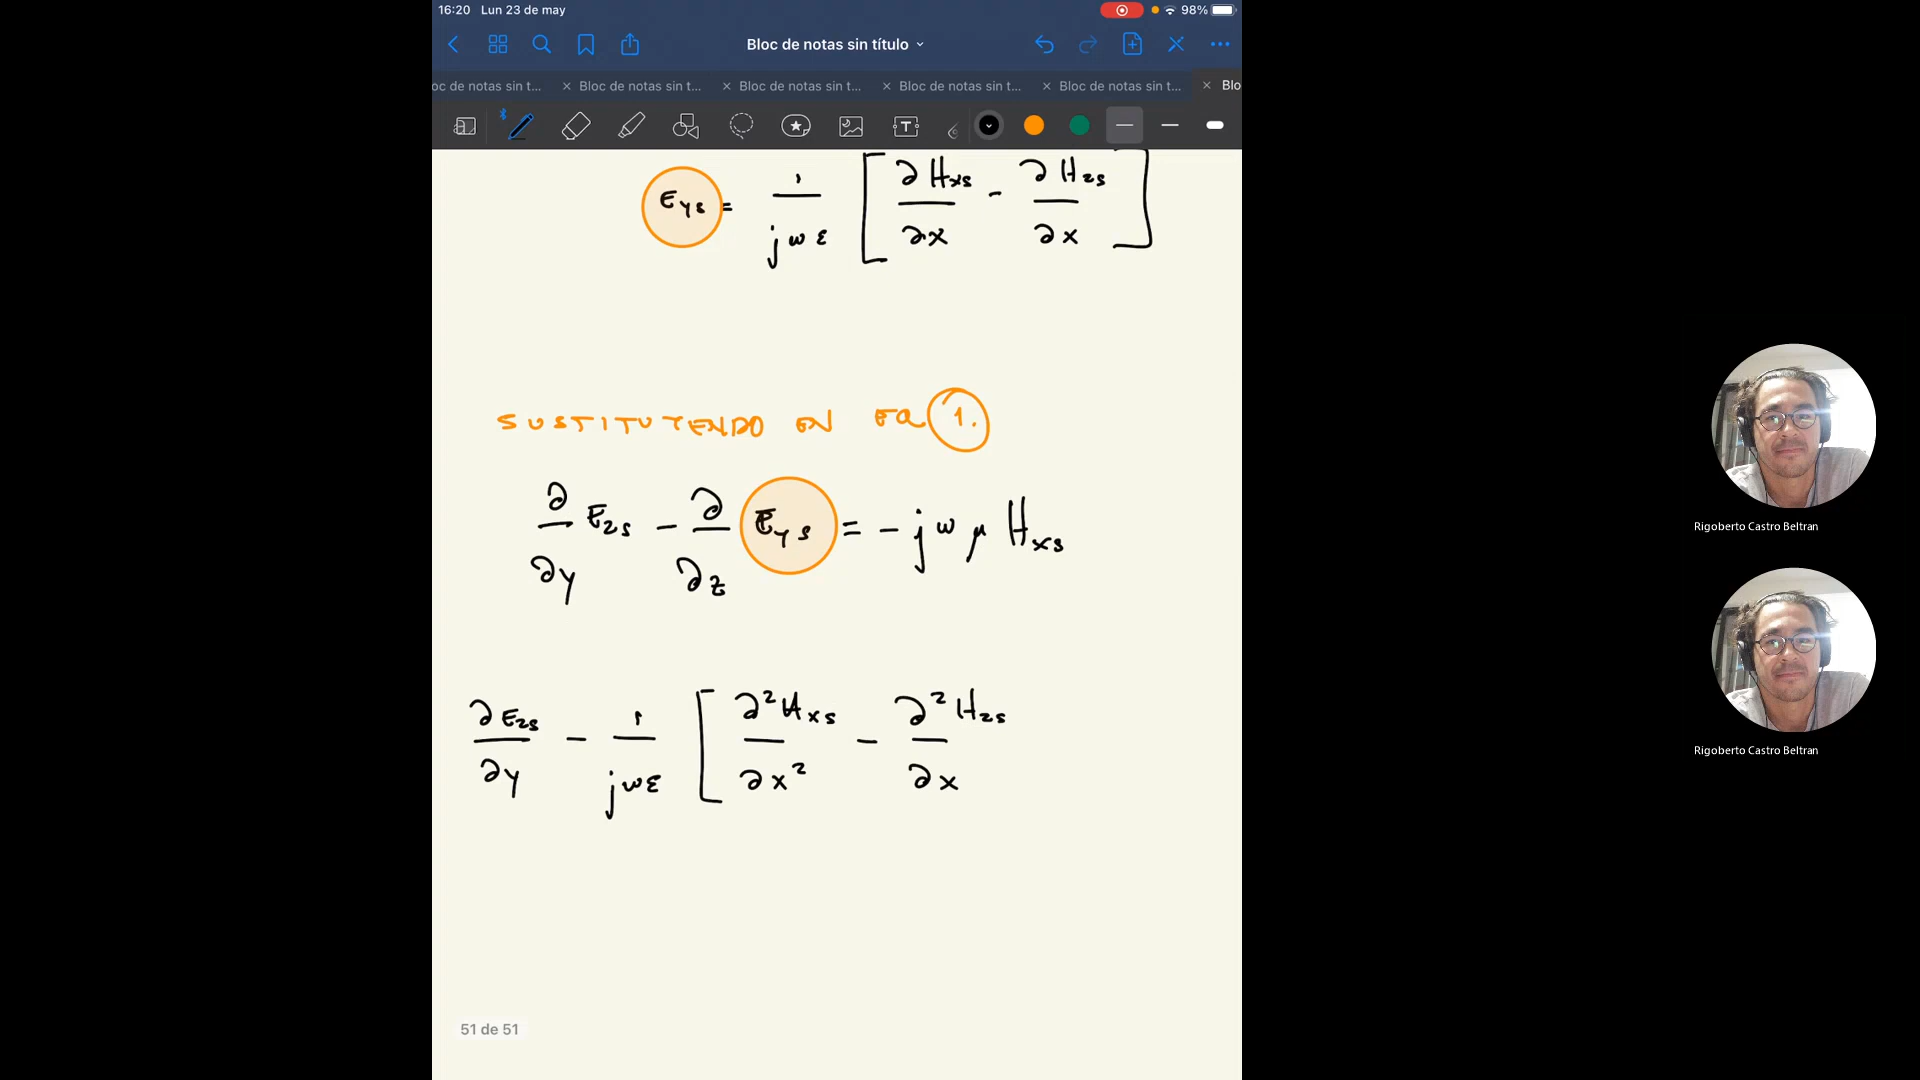 16:20 Lun 23 de may 98%
Bloc de notas sin título
oc de notas sin t... × Bloc de notas sin t... × Bloc de notas sin t... × Bloc de notas sin t... × Bloc de notas sin t... × Blo
Eys = 1/jωε [ ∂Hxs/∂x - ∂Hzs/∂x ]
SUSTITUYENDO EN EQ 1.
∂/∂y Ezs - ∂/∂z Eys = - jωμ Hxs
∂Ezs/∂y - 1/jωε [ ∂²Hxs/∂x² - ∂²Hzs/∂x
51 de 51
Rigoberto Castro Beltran
Rigoberto Castro Beltran